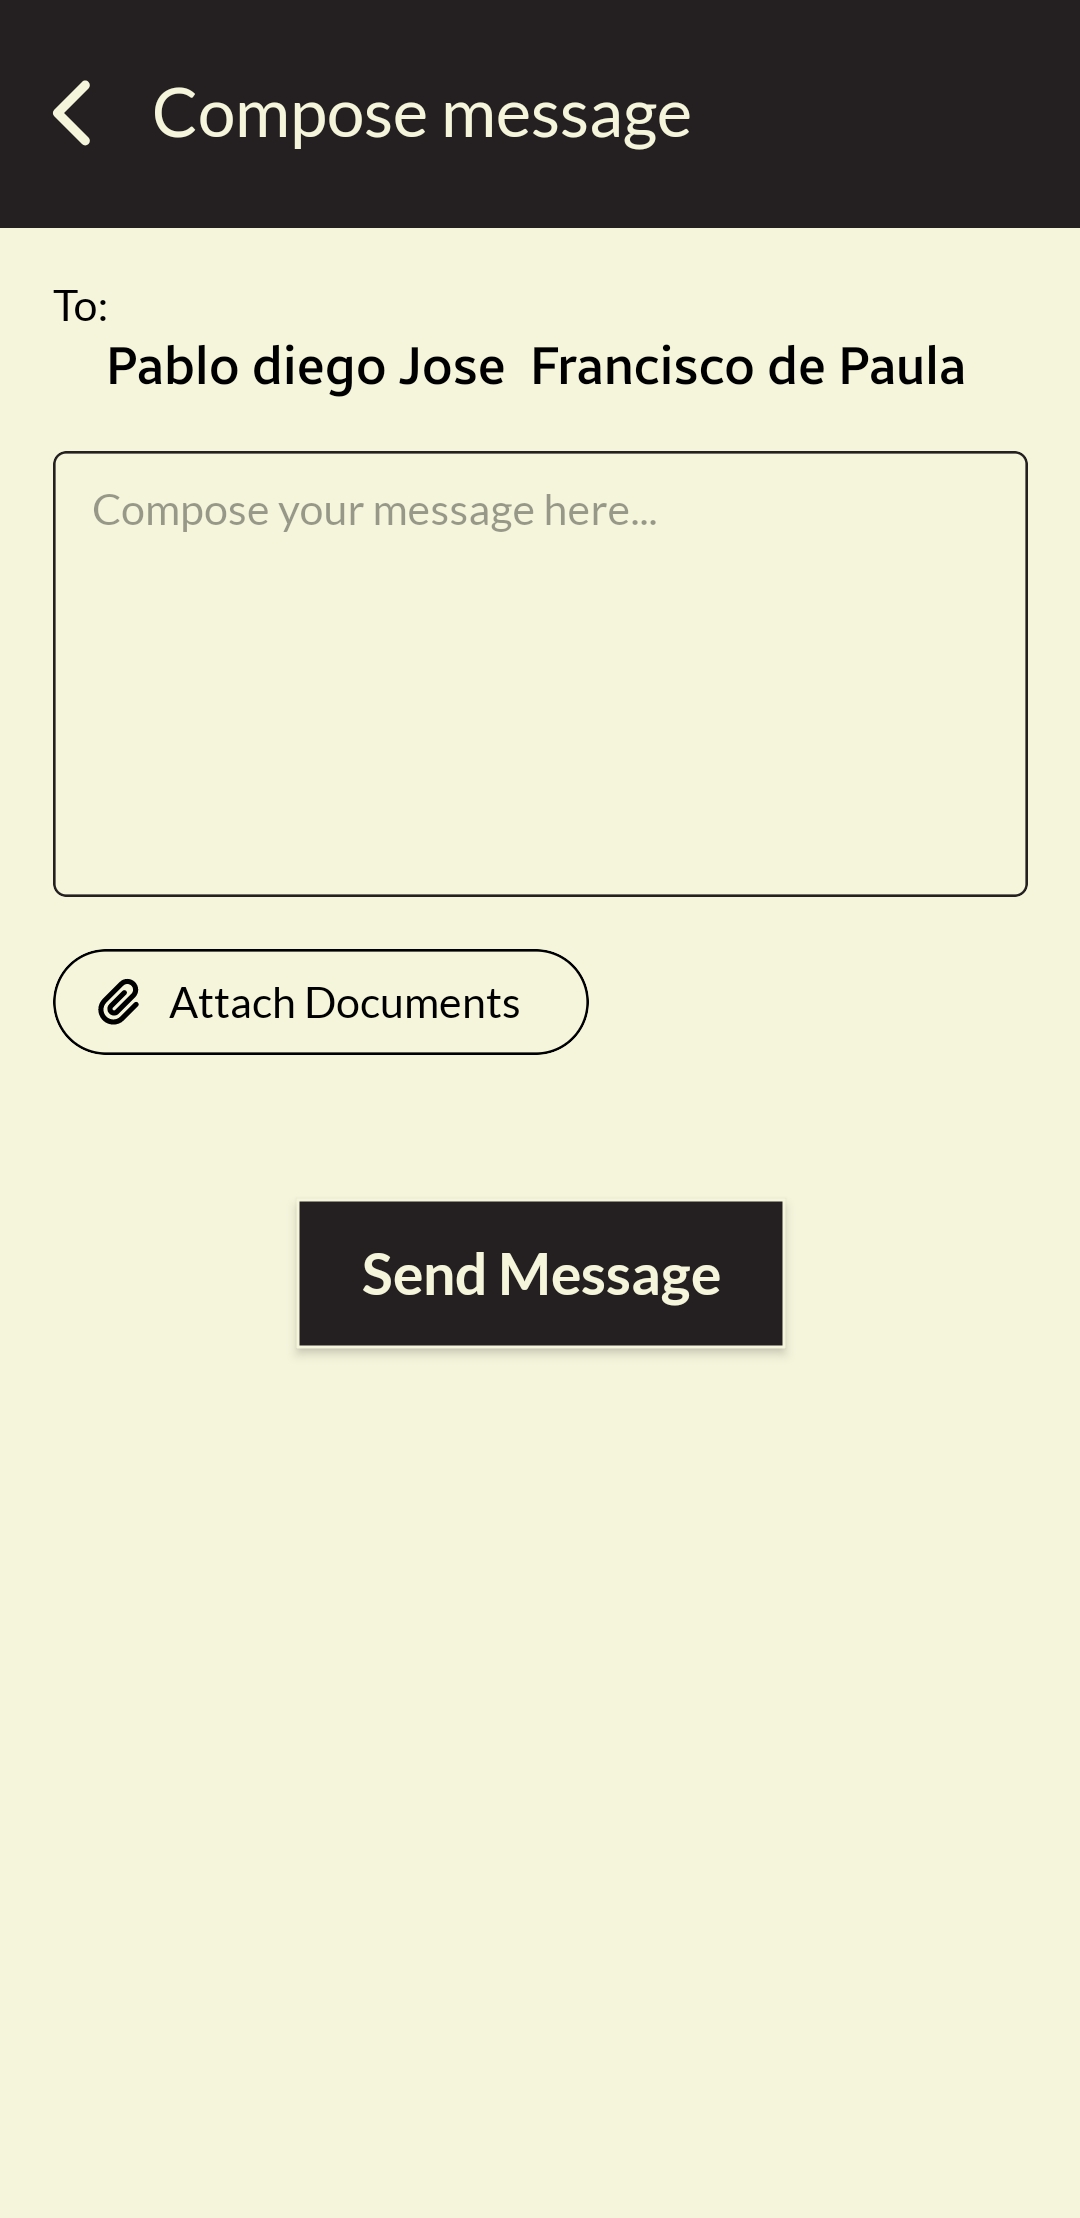 Compose message
To:
Pablo diego Jose  Francisco de Paula
Compose your message here...
Attach Documents
Send Message